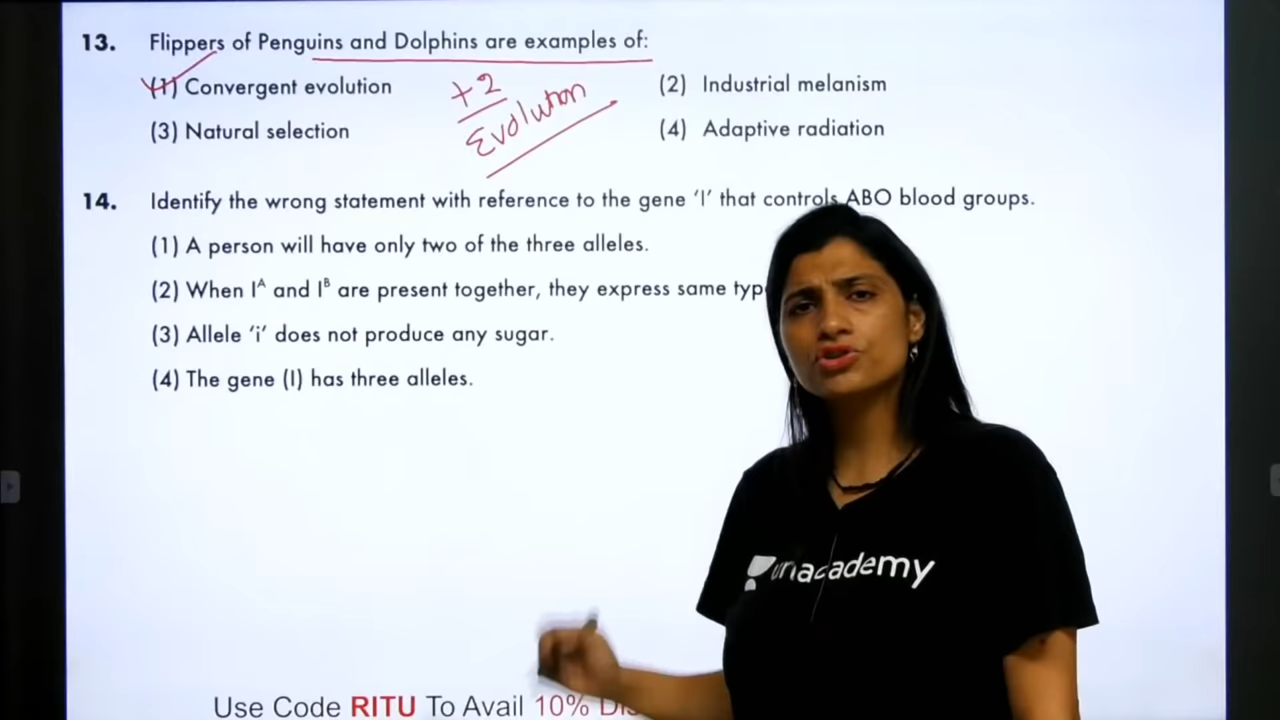 13. Flippers of Penguins and Dolphins are examples of:
(1) Convergent evolution
(2) Industrial melanism
(3) Natural selection
(4) Adaptive radiation
+2
Evolution
14. Identify the wrong statement with reference to the gene 'I' that controls ABO blood groups.
(1) A person will have only two of the three alleles.
(2) When Iᴬ and Iᴮ are present together, they express same
(3) Allele 'i' does not produce any sugar.
(4) The gene (I) has three alleles.
unacademy
Use Code RITU To Avail 10%